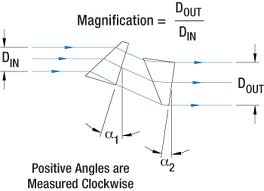 Magnification = D_OUT / D_IN
D_IN
D_OUT
α₁
α₂
Positive Angles are
Measured Clockwise